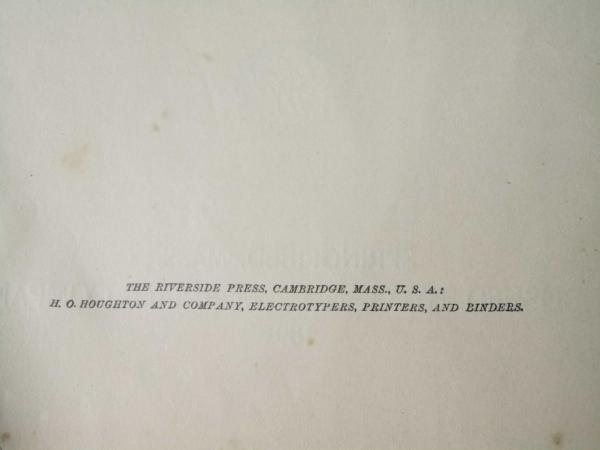 THE RIVERSIDE PRESS, CAMBRIDGE, MASS., U. S. A.:
H. O. HOUGHTON AND COMPANY, ELECTROTYPERS, PRINTERS, AND BINDERS.